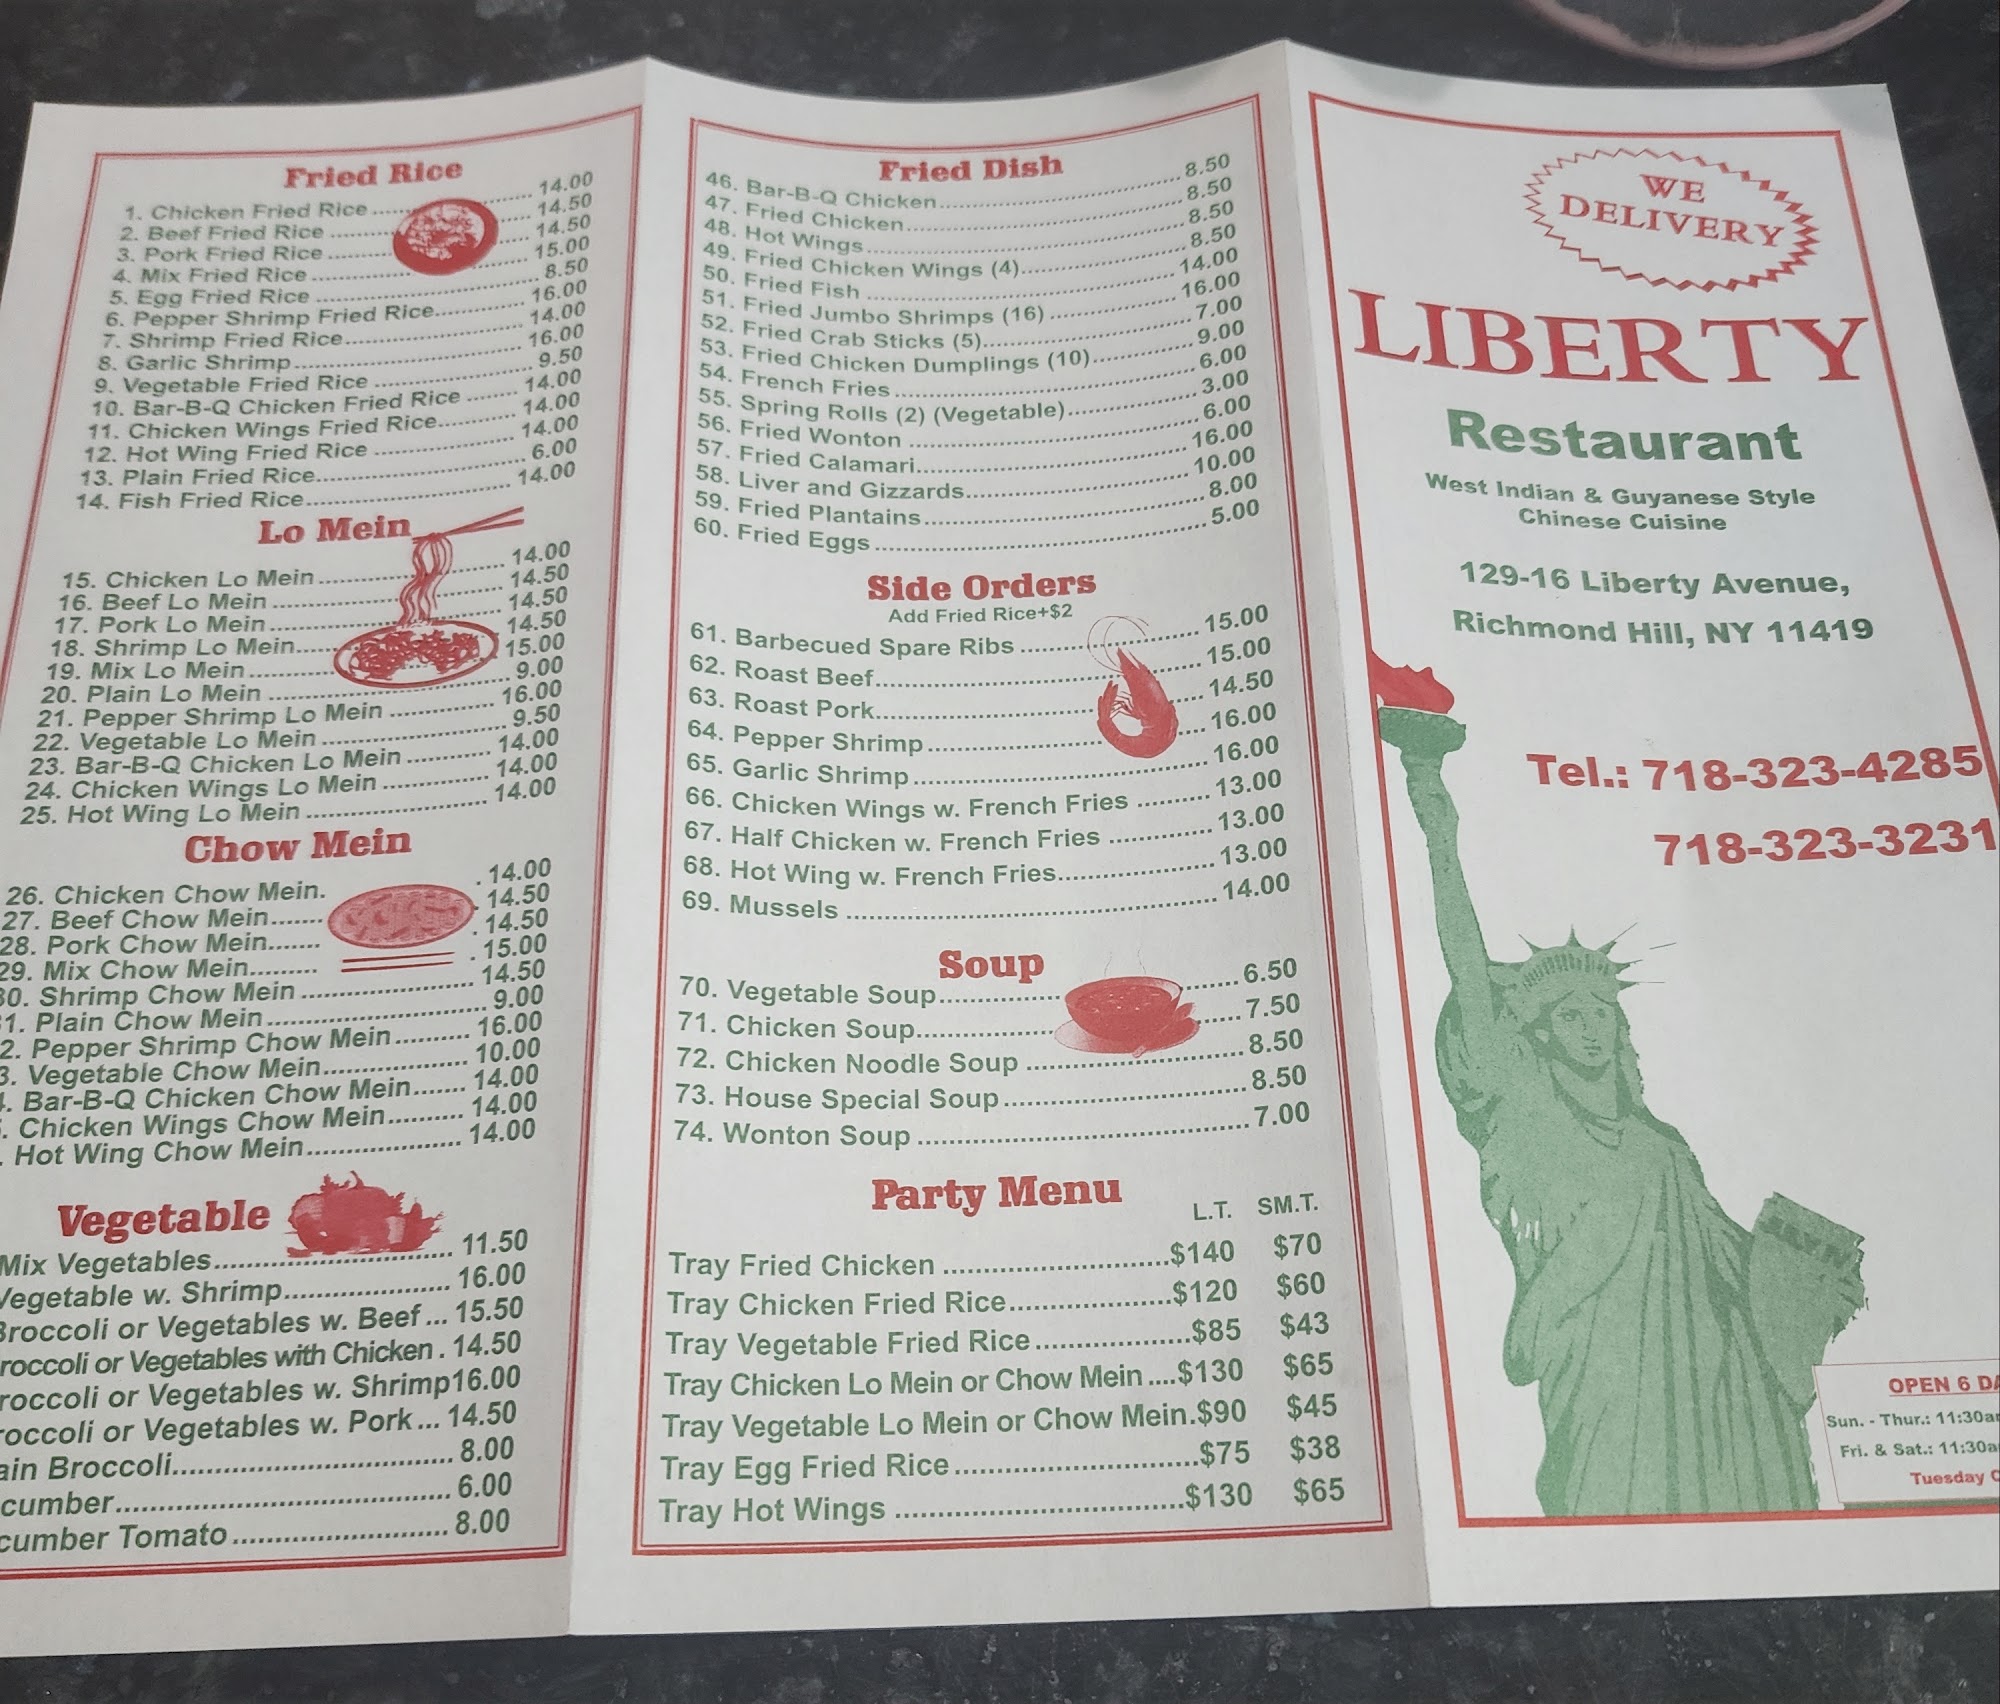 Fried Rice
1. Chicken Fried Rice 14.00
2. Beef Fried Rice 14.50
3. Pork Fried Rice 14.50
4. Mix Fried Rice 15.00
5. Egg Fried Rice 8.50
6. Pepper Shrimp Fried Rice 16.00
7. Shrimp Fried Rice 14.00
8. Garlic Shrimp 16.00
9. Vegetable Fried Rice 9.50
10. Bar-B-Q Chicken Fried Rice 14.00
11. Chicken Wings Fried Rice 14.00
12. Hot Wing Fried Rice 14.00
13. Plain Fried Rice 6.00
14. Fish Fried Rice 14.00
Lo Mein
15. Chicken Lo Mein 14.00
16. Beef Lo Mein 14.50
17. Pork Lo Mein 14.50
18. Shrimp Lo Mein 14.50
19. Mix Lo Mein 15.00
20. Plain Lo Mein 9.00
21. Pepper Shrimp Lo Mein 16.00
22. Vegetable Lo Mein 9.50
23. Bar-B-Q Chicken Lo Mein 14.00
24. Chicken Wings Lo Mein 14.00
25. Hot Wing Lo Mein 14.00
Chow Mein
26. Chicken Chow Mein. 14.00
27. Beef Chow Mein 14.50
28. Pork Chow Mein 14.50
29. Mix Chow Mein 15.00
30. Shrimp Chow Mein 14.50
1. Plain Chow Mein 9.00
2. Pepper Shrimp Chow Mein 16.00
3. Vegetable Chow Mein 10.00
. Bar-B-Q Chicken Chow Mein 14.00
. Chicken Wings Chow Mein 14.00
. Hot Wing Chow Mein 14.00
Vegetable
Mix Vegetables 11.50
Vegetable w. Shrimp 16.00
Broccoli or Vegetables w. Beef 15.50
roccoli or Vegetables with Chicken 14.50
roccoli or Vegetables w. Shrimp 16.00
roccoli or Vegetables w. Pork 14.50
ain Broccoli 8.00
cumber 6.00
cumber Tomato 8.00
Fried Dish
46. Bar-B-Q Chicken 8.50
47. Fried Chicken 8.50
48. Hot Wings 8.50
49. Fried Chicken Wings (4) 8.50
50. Fried Fish 14.00
51. Fried Jumbo Shrimps (16) 16.00
52. Fried Crab Sticks (5) 7.00
53. Fried Chicken Dumplings (10) 9.00
54. French Fries 6.00
55. Spring Rolls (2) (Vegetable) 3.00
56. Fried Wonton 6.00
57. Fried Calamari 16.00
58. Liver and Gizzards 10.00
59. Fried Plantains 8.00
60. Fried Eggs 5.00
Side Orders
Add Fried Rice+$2
61. Barbecued Spare Ribs 15.00
62. Roast Beef 15.00
63. Roast Pork 14.50
64. Pepper Shrimp 16.00
65. Garlic Shrimp 16.00
66. Chicken Wings w. French Fries 13.00
67. Half Chicken w. French Fries 13.00
68. Hot Wing w. French Fries 13.00
69. Mussels 14.00
Soup
70. Vegetable Soup 6.50
71. Chicken Soup 7.50
72. Chicken Noodle Soup 8.50
73. House Special Soup 8.50
74. Wonton Soup 7.00
Party Menu
L.T. SM.T.
Tray Fried Chicken $140 $70
Tray Chicken Fried Rice $120 $60
Tray Vegetable Fried Rice $85 $43
Tray Chicken Lo Mein or Chow Mein $130 $65
Tray Vegetable Lo Mein or Chow Mein $90 $45
Tray Egg Fried Rice $75 $38
Tray Hot Wings $130 $65
WE
DELIVERY
LIBERTY
Restaurant
West Indian & Guyanese Style
Chinese Cuisine
129-16 Liberty Avenue,
Richmond Hill, NY 11419
Tel.: 718-323-4285
718-323-3231
OPEN 6 DA
Sun. - Thur.: 11:30a
Fri. & Sat.: 11:30a
Tuesday